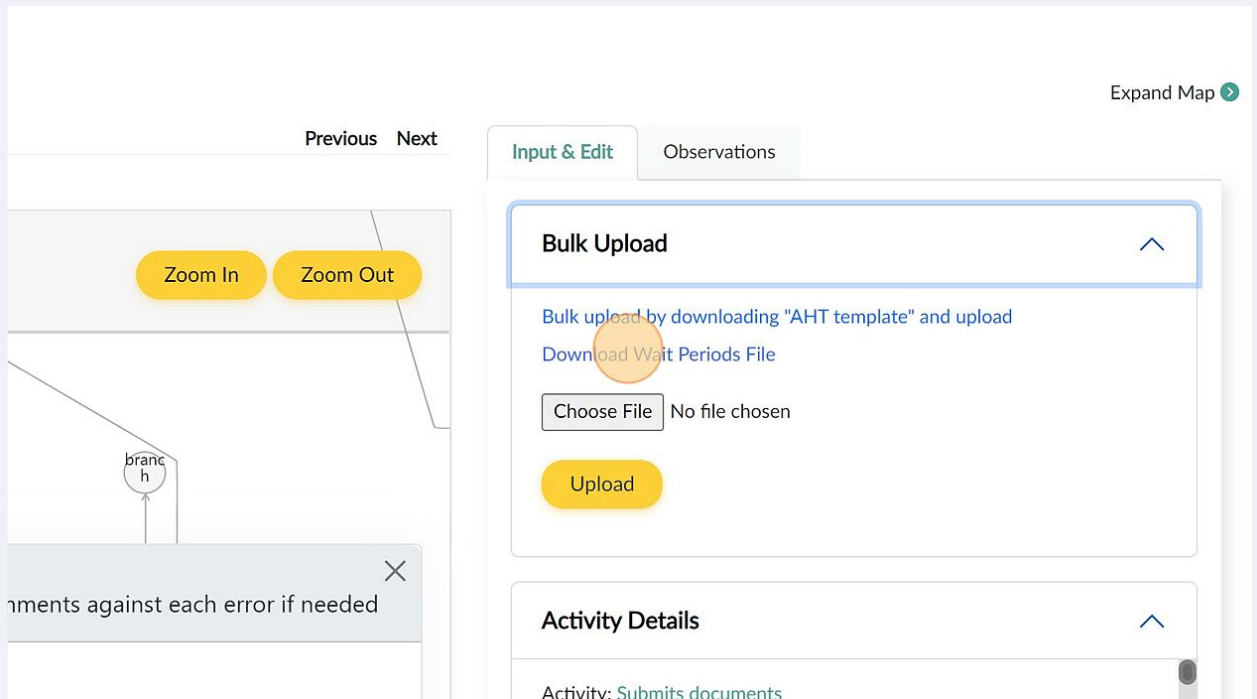 Expand Map
Previous Next
Input & Edit Observations
Zoom In Zoom Out
Bulk Upload
Bulk upload by downloading "AHT template" and upload
Download Wait Periods File
Choose File No file chosen
Upload
branc
h
against each error if needed
Activity Details
Activity: Submits documents